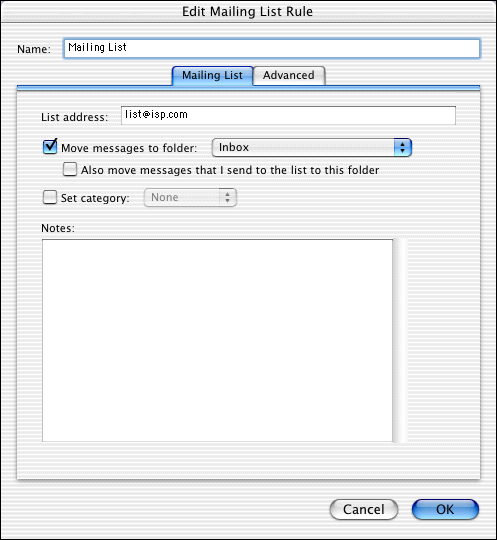 Edit Mailing List Rule
Name: Mailing List
Mailing List Advanced
List address: list@isp.com
Move messages to folder: Inbox
Also move messages that I send to the list to this folder
Set category: None
Notes:
Cancel OK